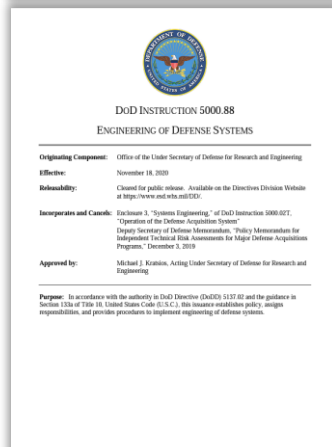 DEPARTMENT OF DEFENSE
UNITED STATES OF AMERICA
DOD INSTRUCTION 5000.88
ENGINEERING OF DEFENSE SYSTEMS
Originating Component: Office of the Under Secretary of Defense for Research and Engineering
Effective: November 18, 2020
Releasability: Cleared for public release. Available on the Directives Division Website
at https://www.esd.whs.mil/DD/.
Incorporates and Cancels: Enclosure 3, "Systems Engineering," of DoD Instruction 5000.02T,
"Operation of the Defense Acquisition System"
Deputy Secretary of Defense Memorandum, "Policy Memorandum for
Independent Technical Risk Assessments for Major Defense Acquisitions
Programs," December 3, 2019
Approved by: Michael J. Kratsios, Acting Under Secretary of Defense for Research and
Engineering
Purpose: In accordance with the authority in DoD Directive (DoDD) 5137.02 and the guidance in
Section 133a of Title 10, United States Code (U.S.C.), this issuance establishes policy, assigns
responsibilities, and provides procedures to implement engineering of defense systems.